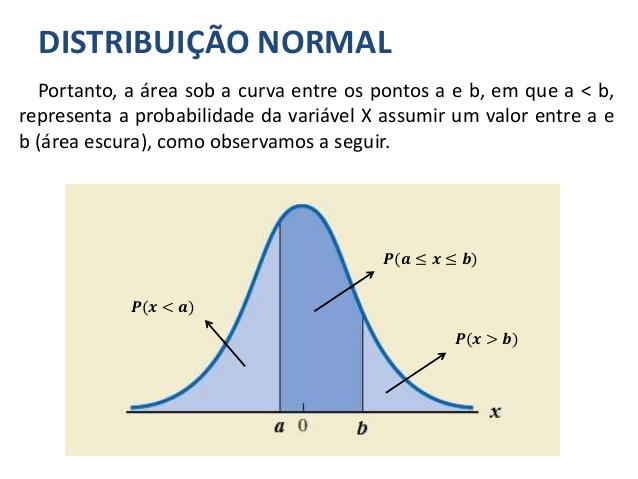 DISTRIBUIÇÃO NORMAL
Portanto, a área sob a curva entre os pontos a e b, em que a < b,
representa a probabilidade da variável X assumir um valor entre a e
b (área escura), como observamos a seguir.
P(a ≤ x ≤ b)
P(x < a)
P(x > b)
a 0 b x